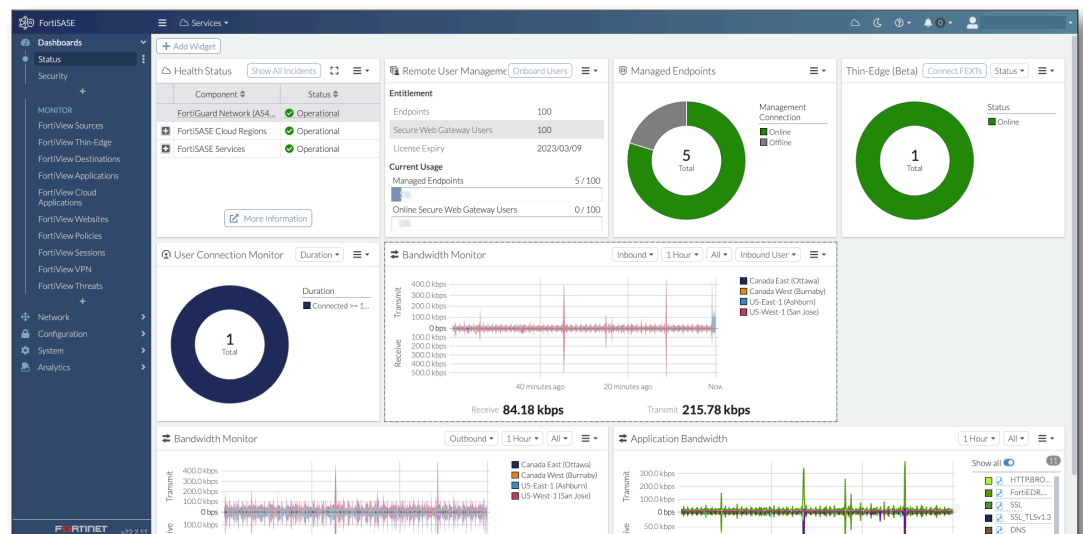 FortiSASE
Services
0
Dashboards
Status
Security
+
MONITOR
FortiView Sources
FortiView Thin-Edge
FortiView Destinations
FortiView Applications
FortiView Cloud
Applications
FortiView Websites
FortiView Policies
FortiView Sessions
FortiView VPN
FortiView Threats
+
Network
Configuration
System
Analytics
FORTINET
v22.2.11
+ Add Widget
Health Status
Show All Incidents
Component
Status
FortiGuard Network (AS4...
Operational
FortiSASE Cloud Regions
Operational
FortiSASE Services
Operational
More Information
Remote User Manageme
Onboard Users
Entitlement
Endpoints 100
Secure Web Gateway Users 100
License Expiry 2023/03/09
Current Usage
Managed Endpoints 5 / 100
Online Secure Web Gateway Users 0 / 100
Managed Endpoints
5
Total
Management
Connection
Online
Offline
Thin-Edge (Beta)
Connect FEXTs
Status
1
Total
Status
Online
User Connection Monitor
Duration
1
Total
Duration
Connected >= 1...
Bandwidth Monitor
Inbound
1 Hour
All
Inbound User
Transmit
400.0 kbps
300.0 kbps
200.0 kbps
100.0 kbps
0 bps
Receive
100.0 kbps
200.0 kbps
300.0 kbps
400.0 kbps
500.0 kbps
40 minutes ago
20 minutes ago
Now
Canada East (Ottawa)
Canada West (Burnaby)
US-East-1 (Ashburn)
US-West-1 (San Jose)
Receive 84.18 kbps
Transmit 215.78 kbps
Bandwidth Monitor
Outbound
1 Hour
All
Transmit
400.0 kbps
300.0 kbps
200.0 kbps
100.0 kbps
0 bps
100.0 kbps
Canada East (Ottawa)
Canada West (Burnaby)
US-East-1 (Ashburn)
US-West-1 (San Jose)
Application Bandwidth
1 Hour
All
Transmit
300.0 kbps
200.0 kbps
100.0 kbps
0 bps
50.0 kbps
Show all
11
HTTP.BRO...
FortiEDR,...
SSL
SSL_TLSv1.3
DNS